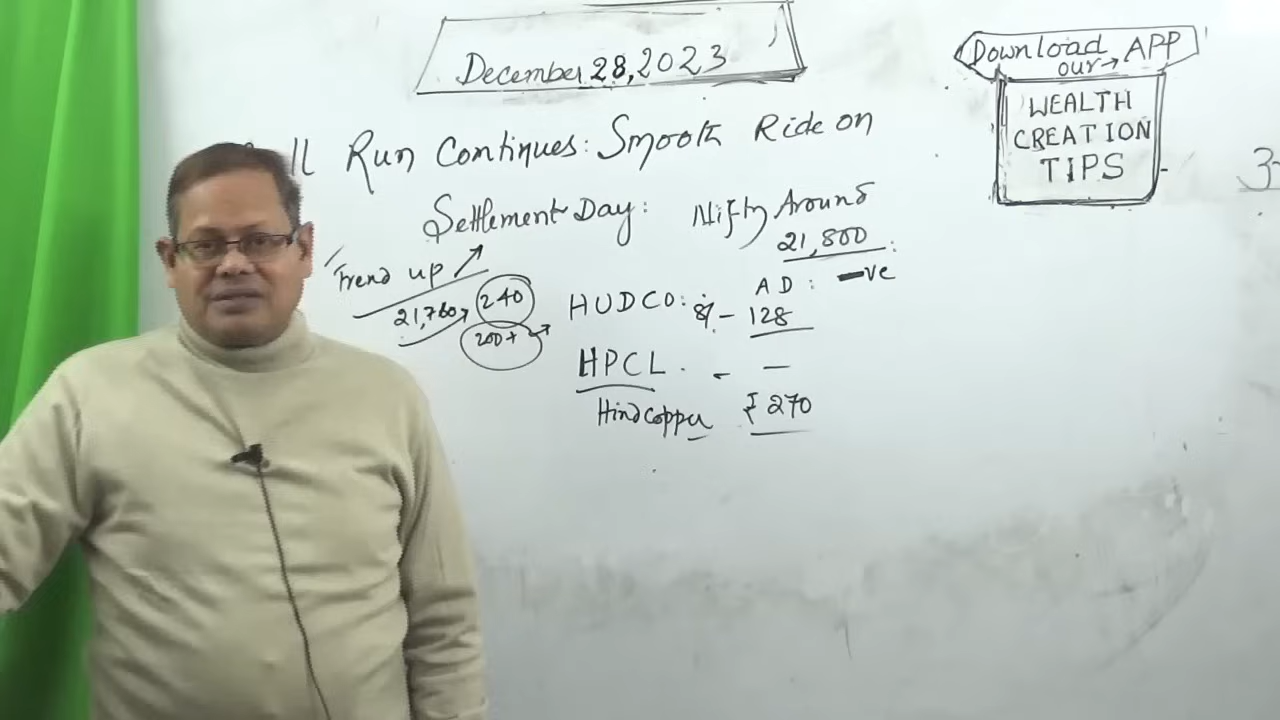 December 28, 2023
Download
our → APP
WEALTH
CREATION
TIPS
ll Run Continues: Smooth Ride on
Settlement Day: Nifty Around
21,800:
Trend up ↗
21,760 → 240
200+ →
AD: -ve
HUDCO: - 128
HPCL. - -
Hindcopper ₹ 270